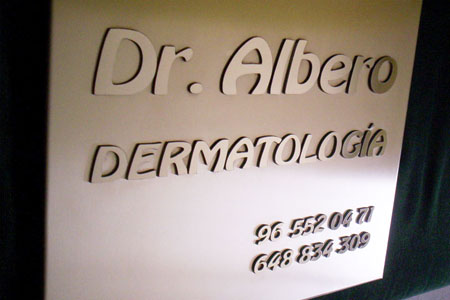 Dr. Albero
DERMATOLOGÍA
96 552 04 71
648 834 309